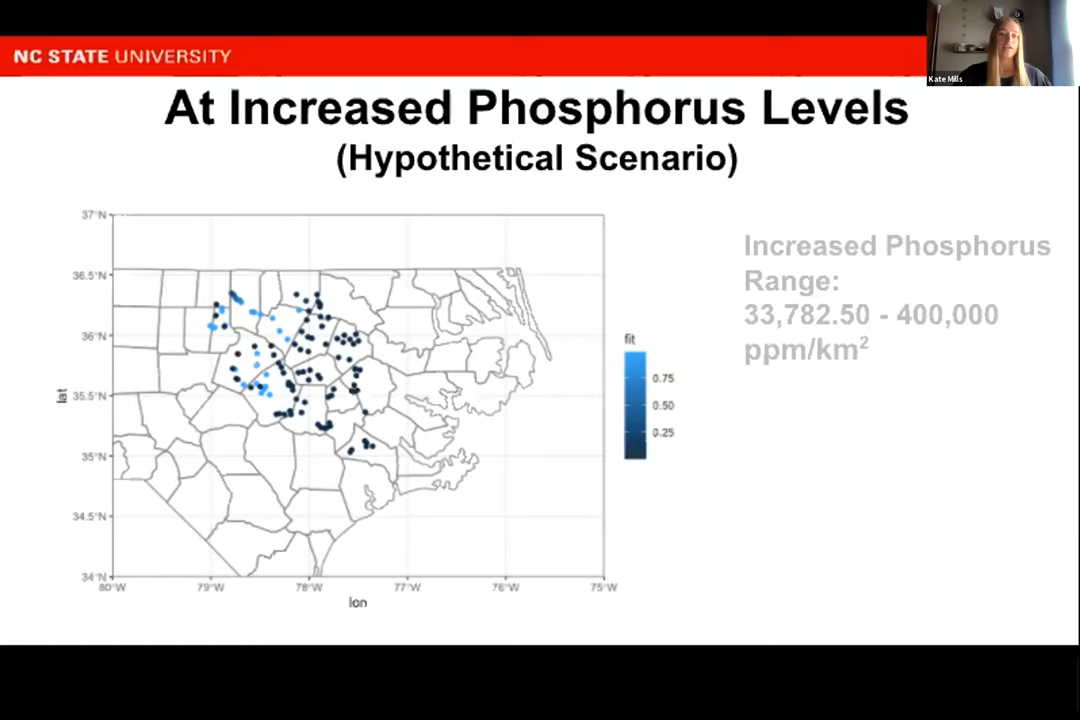 NC STATE UNIVERSITY
Kate Mills
At Increased Phosphorus Levels
(Hypothetical Scenario)
37°N
36.5°N
36°N
35.5°N
35°N
34.5°N
34°N
lat
80°W
79°W
78°W
77°W
76°W
75°W
lon
fit
0.75
0.50
0.25
Increased Phosphorus
Range:
33,782.50 - 400,000
ppm/km²